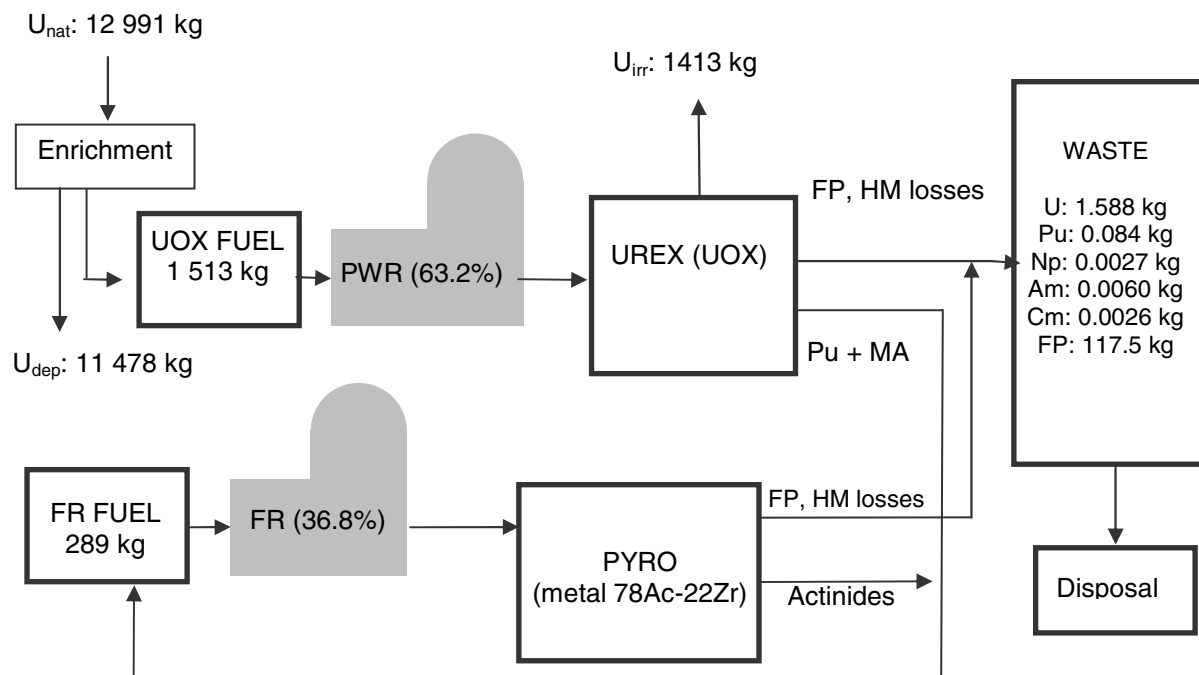 U_nat: 12 991 kg
Enrichment
U_dep: 11 478 kg
UOX FUEL
1 513 kg
PWR (63.2%)
U_irr: 1413 kg
UREX (UOX)
FP, HM losses
Pu + MA
WASTE
U: 1.588 kg
Pu: 0.084 kg
Np: 0.0027 kg
Am: 0.0060 kg
Cm: 0.0026 kg
FP: 117.5 kg
FR FUEL
289 kg
FR (36.8%)
PYRO
(metal 78Ac-22Zr)
FP, HM losses
Actinides
Disposal